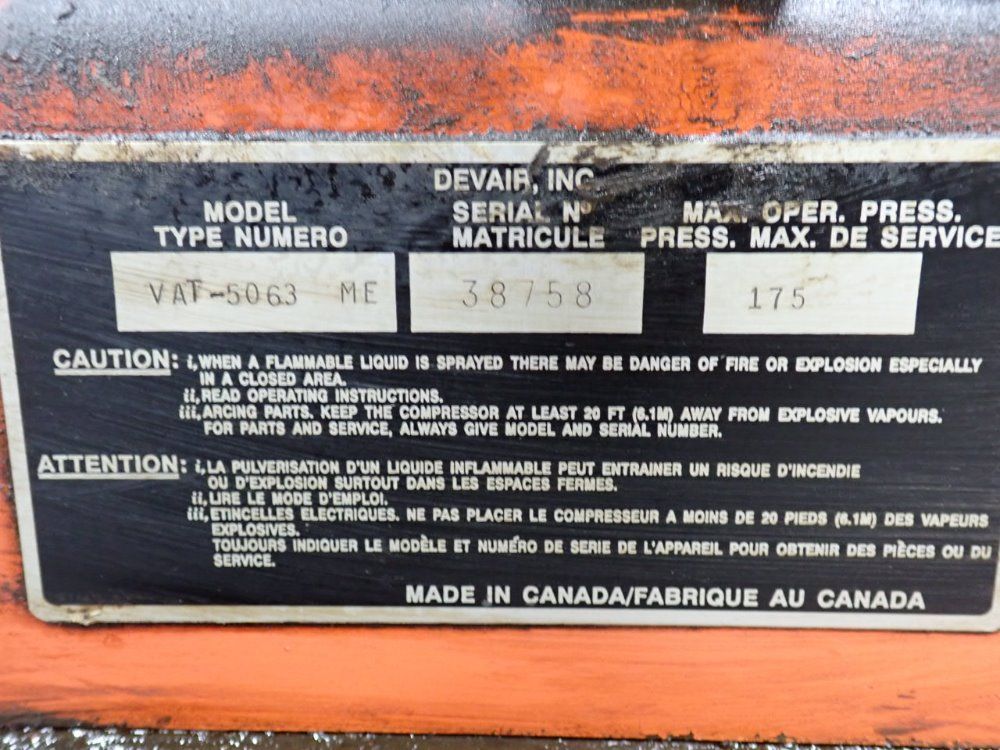 DEVAIR, INC
MODEL
TYPE NUMERO
SERIAL Nº
MATRICULE
MAX. OPER. PRESS.
PRESS. MAX. DE SERVICE
VAT-5063 ME
38758
175
CAUTION: i, WHEN A FLAMMABLE LIQUID IS SPRAYED THERE MAY BE DANGER OF FIRE OR EXPLOSION ESPECIALLY
IN A CLOSED AREA.
ii, READ OPERATING INSTRUCTIONS.
iii, ARCING PARTS. KEEP THE COMPRESSOR AT LEAST 20 FT (6.1M) AWAY FROM EXPLOSIVE VAPOURS.
FOR PARTS AND SERVICE, ALWAYS GIVE MODEL AND SERIAL NUMBER.
ATTENTION: i, LA PULVERISATION D'UN LIQUIDE INFLAMMABLE PEUT ENTRAINER UN RISQUE D'INCENDIE
OU D'EXPLOSION SURTOUT DANS LES ESPACES FERMES.
ii, LIRE LE MODE D'EMPLOI.
iii, ETINCELLES ELECTRIQUES. NE PAS PLACER LE COMPRESSEUR A MOINS DE 20 PIEDS (6.1M) DES VAPEURS
EXPLOSIVES.
TOUJOURS INDIQUER LE MODÈLE ET NUMÉRO DE SERIE DE L'APPAREIL POUR OBTENIR DES PIÈCES OU DU
SERVICE.
MADE IN CANADA/FABRIQUE AU CANADA